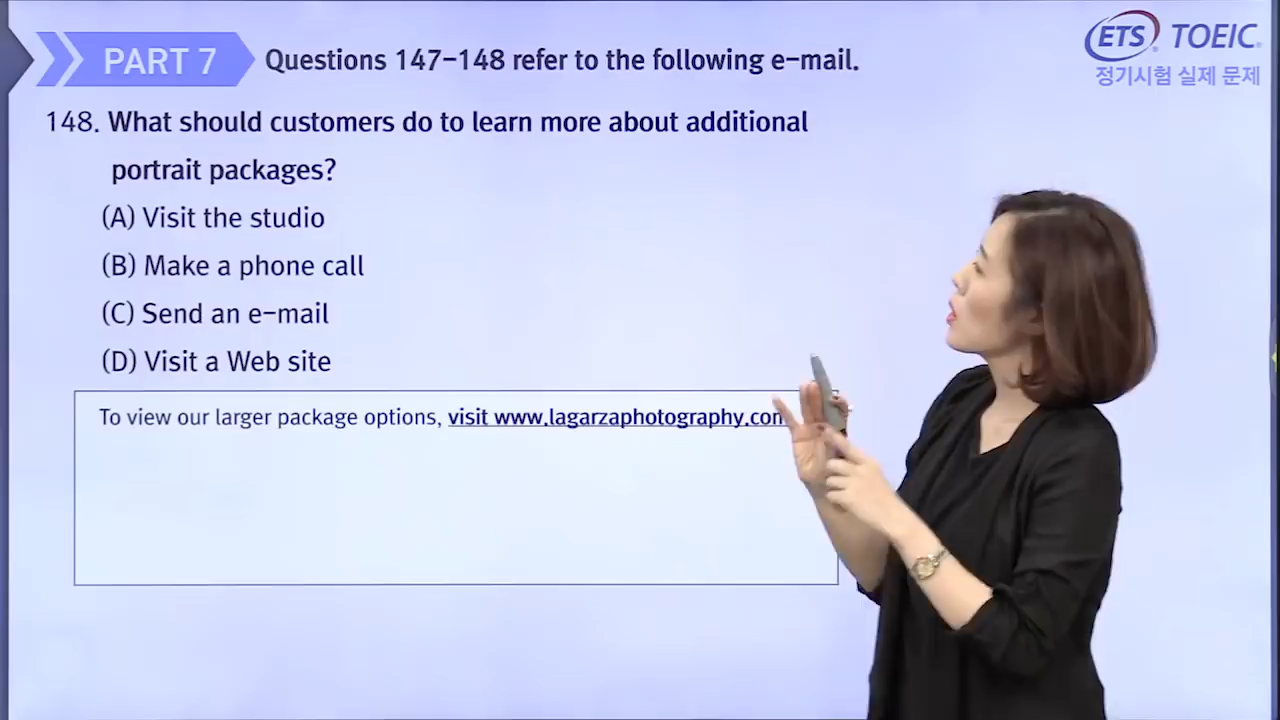 PART 7
Questions 147-148 refer to the following e-mail.
ETS TOEIC
정기시험 실제 문제
148. What should customers do to learn more about additional
portrait packages?
(A) Visit the studio
(B) Make a phone call
(C) Send an e-mail
(D) Visit a Web site
To view our larger package options, visit www.lagarzaphotography.com